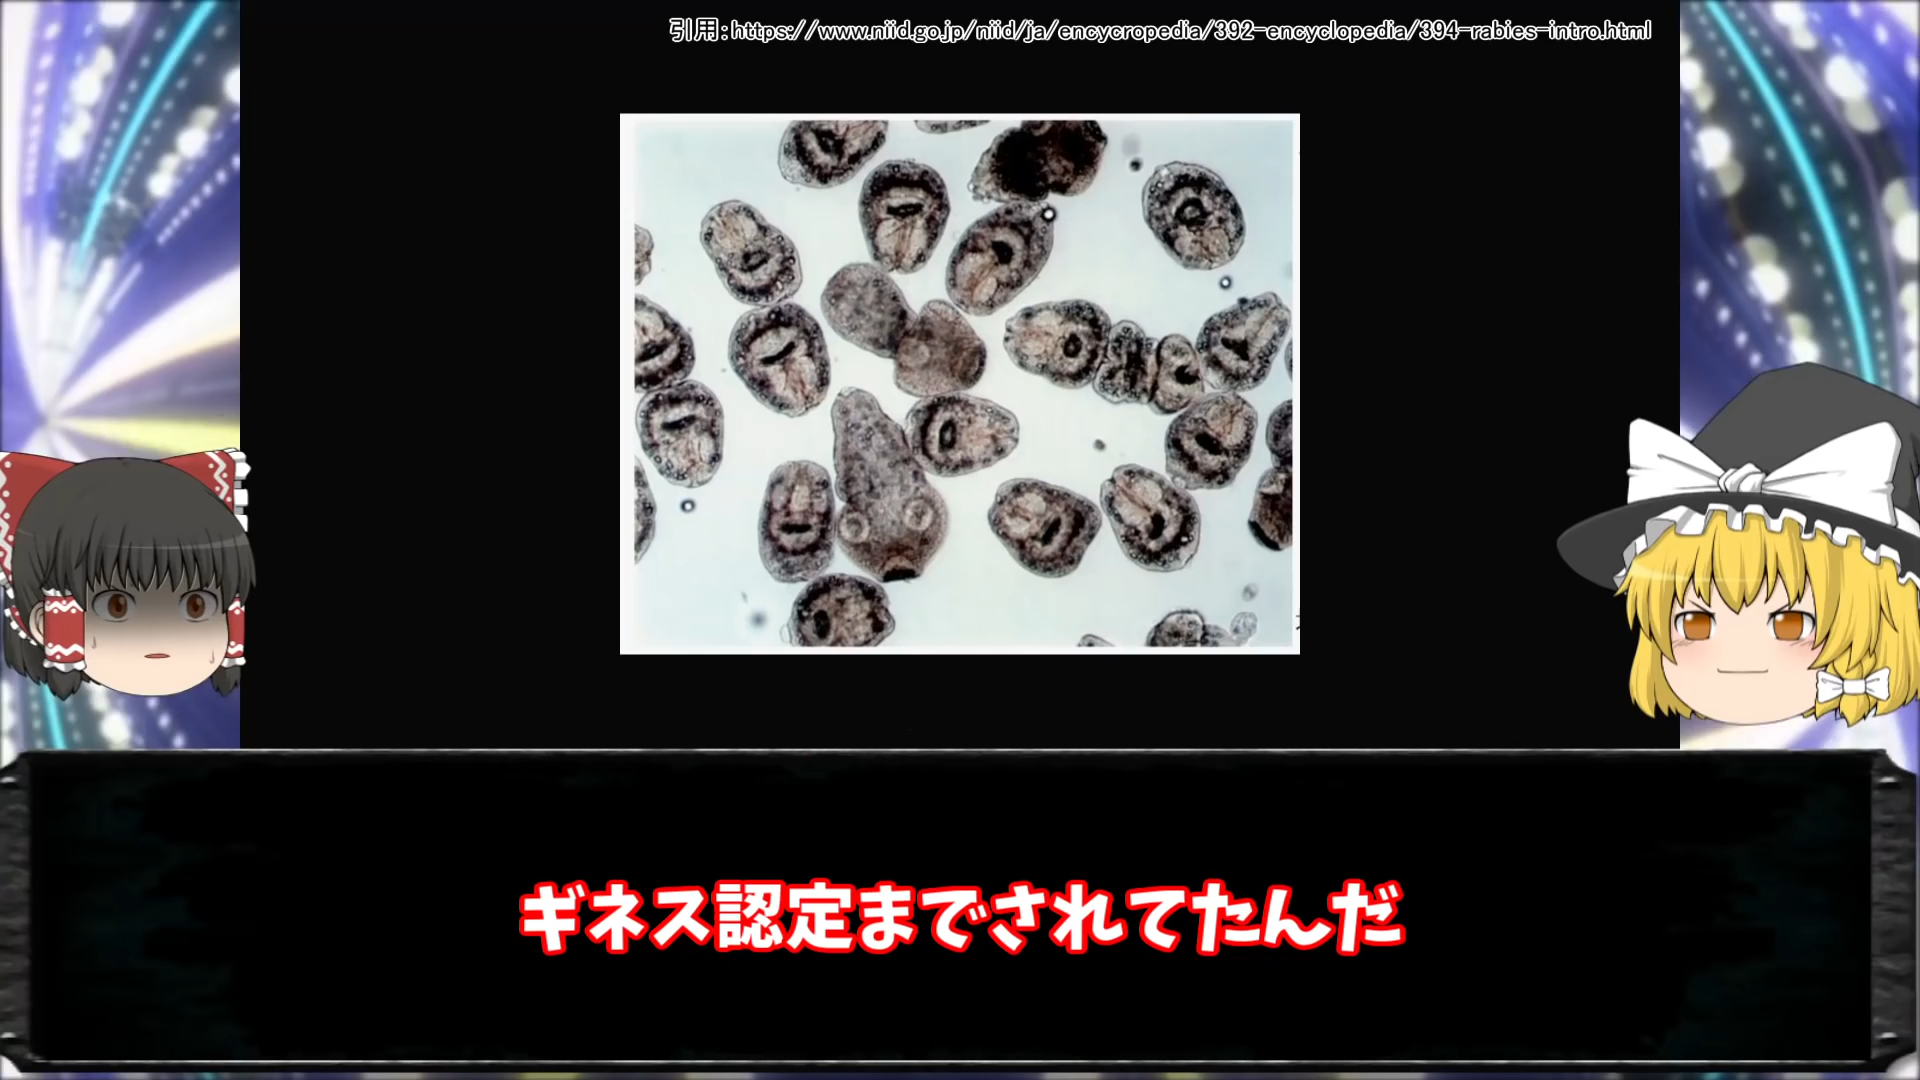 引用:https://www.niid.go.jp/niid/ja/encycropedia/392-encyclopedia/394-rabies-intro.html
ギネス認定までされてたんだ